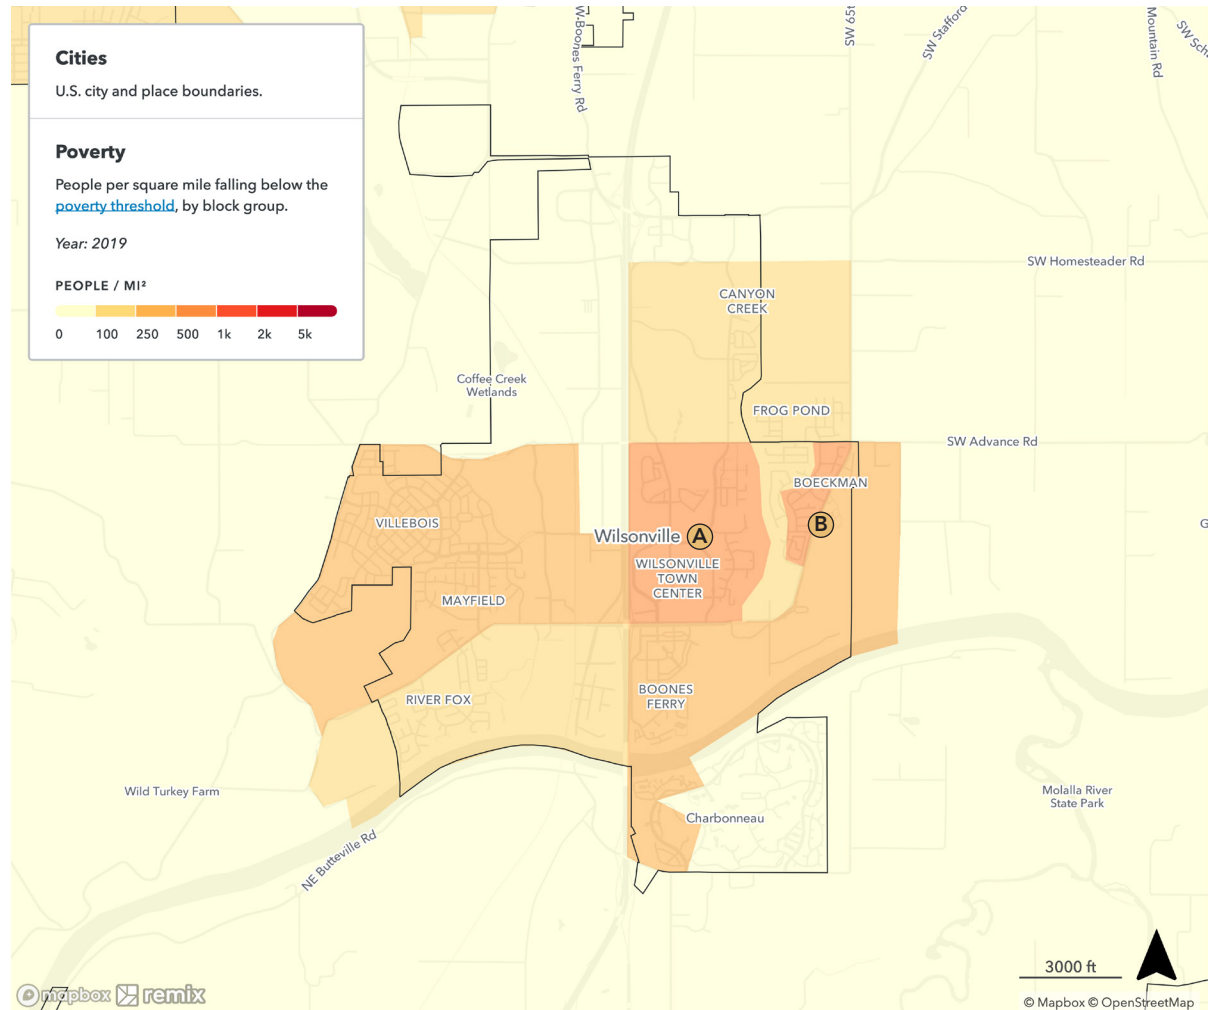 Cities
U.S. city and place boundaries.
Poverty
People per square mile falling below the
poverty threshold, by block group.
Year: 2019
PEOPLE / MI²
0 100 250 500 1k 2k 5k
SW-Boones Ferry Rd
SW 65t
SW Stafford
Mountain Rd
SW Sch
SW Homesteader Rd
CANYON
CREEK
Coffee Creek
Wetlands
FROG POND
SW Advance Rd
BOECKMAN
VILLEBOIS
B
G
Wilsonville
A
WILSONVILLE
TOWN
CENTER
MAYFIELD
RIVER FOX
BOONES
FERRY
Wild Turkey Farm
Molalla River
State Park
Charbonneau
NE Butteville Rd
3000 ft
mapbox remix
© Mapbox © OpenStreetMap